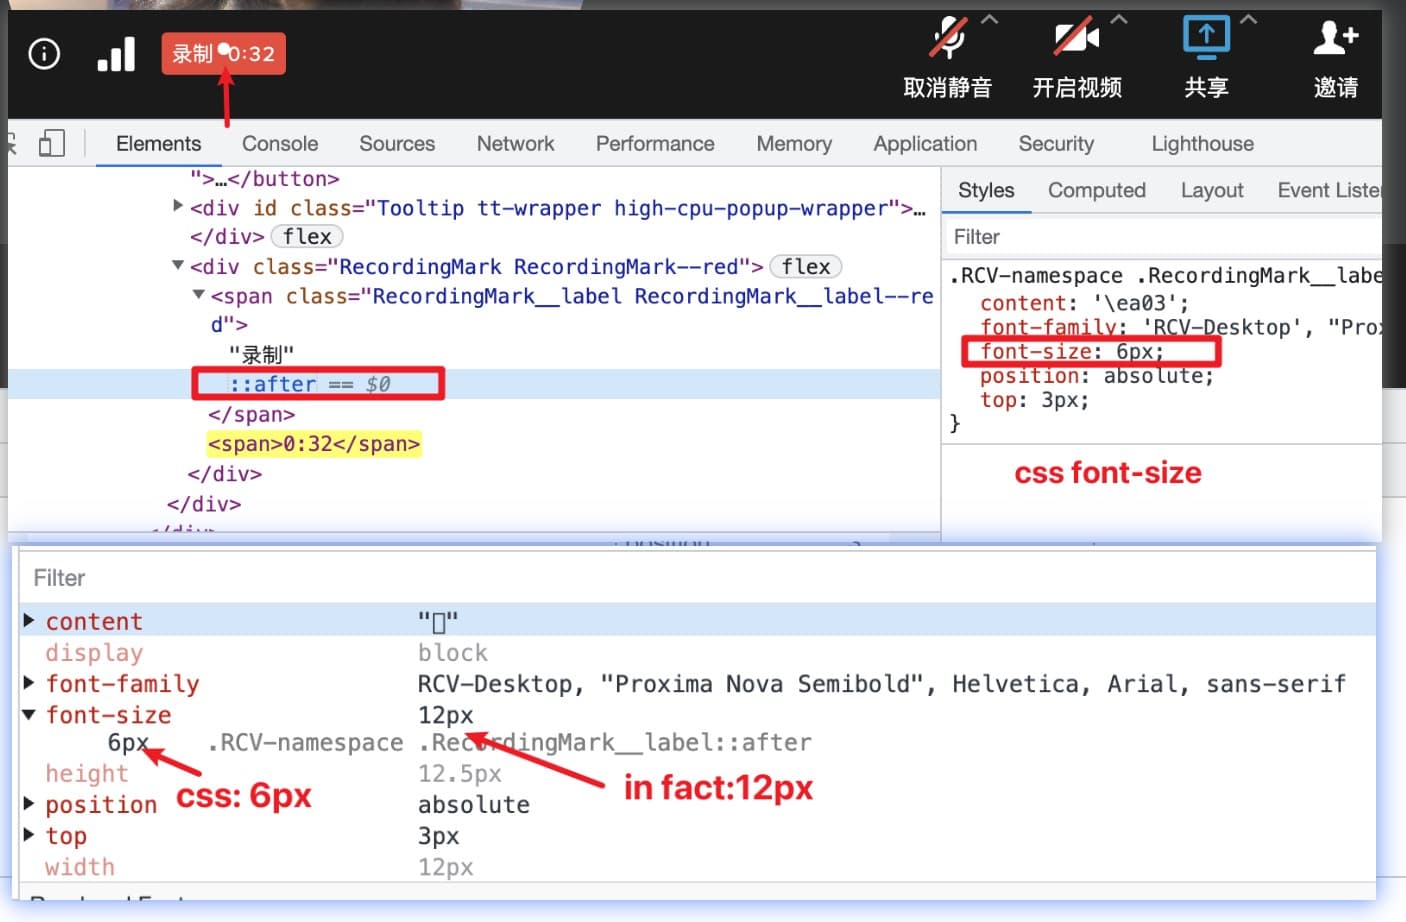 录制 0:32
取消静音 开启视频 共享 邀请
Elements Console Sources Network Performance Memory Application Security Lighthouse
">…</button>
<div id class="Tooltip tt-wrapper high-cpu-popup-wrapper">…
</div> flex
<div class="RecordingMark RecordingMark--red"> flex
<span class="RecordingMark__label RecordingMark__label--re
d">
"录制"
::after == $0
</span>
<span>0:32</span>
</div>
</div>
</div>
Styles Computed Layout Event Liste
Filter
.RCV-namespace .RecordingMark__labe
content: '\ea03';
font-family: 'RCV-Desktop', "Pro
font-size: 6px;
position: absolute;
top: 3px;
}
css font-size
Filter
content "▯"
display block
font-family RCV-Desktop, "Proxima Nova Semibold", Helvetica, Arial, sans-serif
font-size 12px
6px .RCV-namespace .RecordingMark__label::after
height 12.5px
css: 6px
in fact:12px
position absolute
top 3px
width 12px